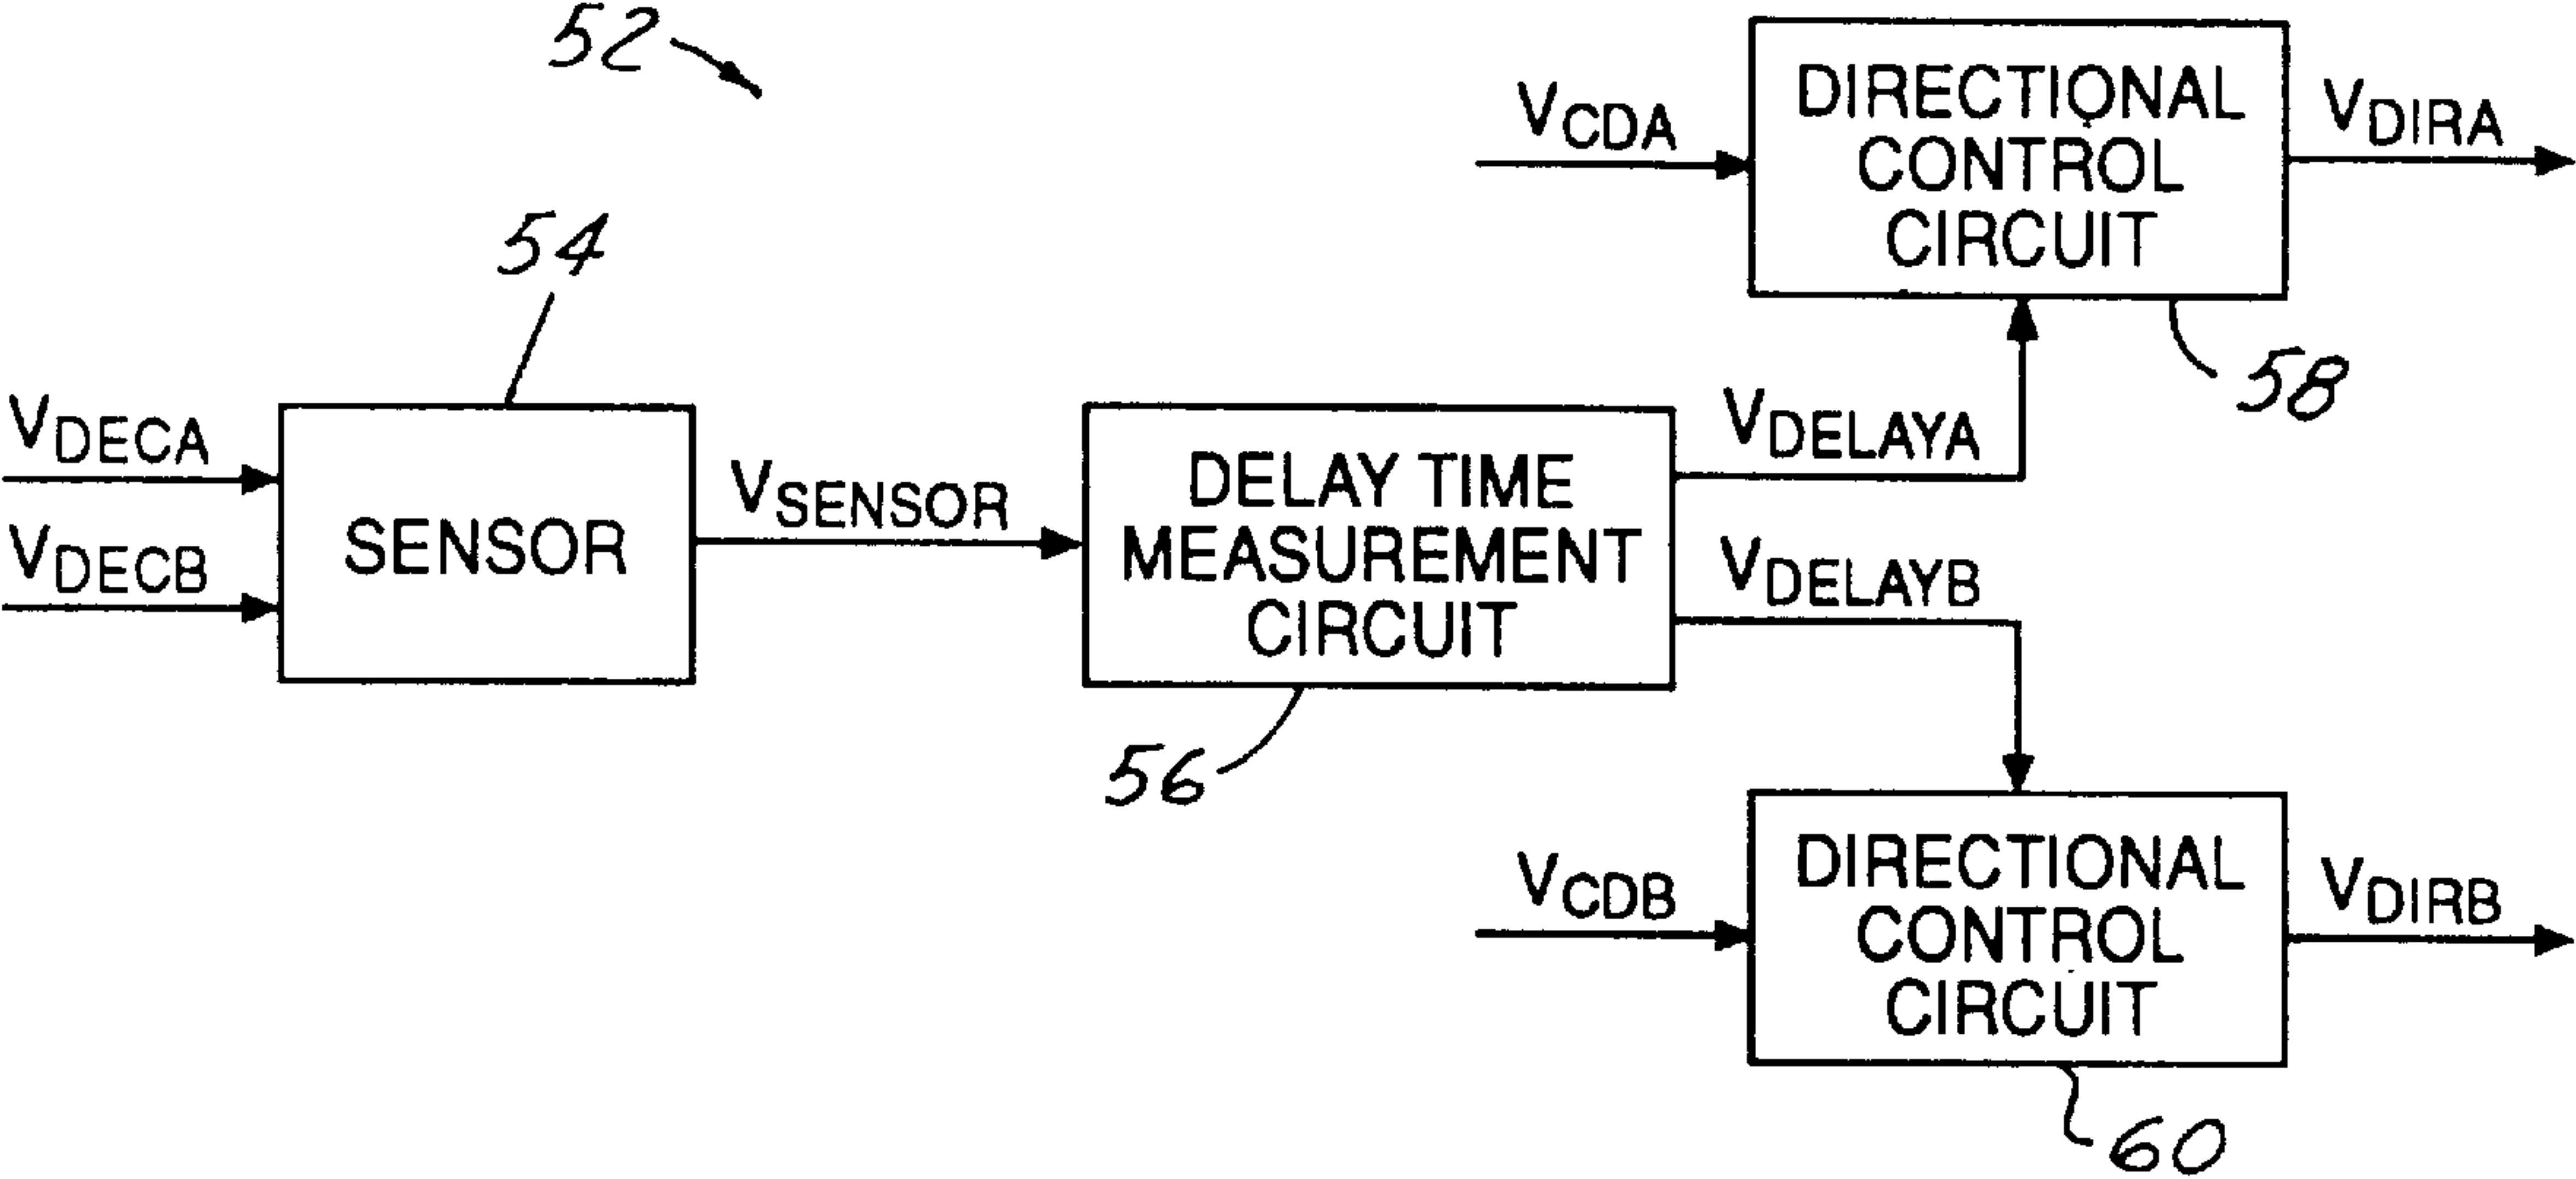 52
VCDA
DIRECTIONAL
CONTROL
CIRCUIT
VDIRA
54
58
VDECA
VDECB
SENSOR
VSENSOR
DELAY TIME
MEASUREMENT
CIRCUIT
VDELAYA
VDELAYB
56
VCDB
DIRECTIONAL
CONTROL
CIRCUIT
VDIRB
60